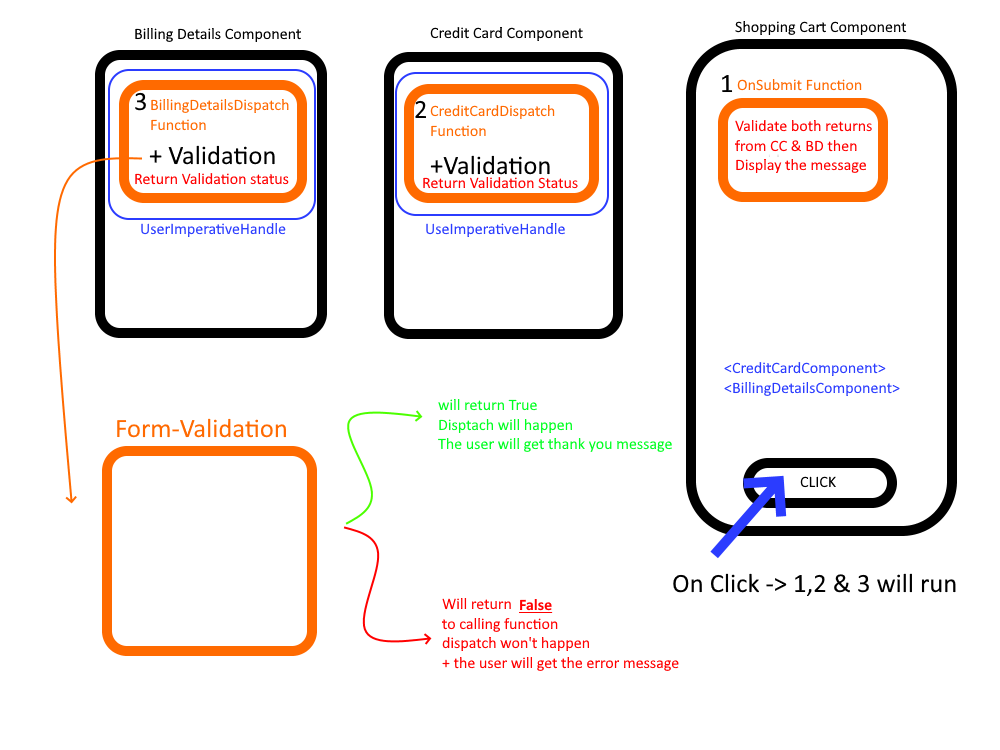 Billing Details Component
3 BillingDetailsDispatch
Function
+ Validation
Return Validation status
UserImperativeHandle
Credit Card Component
2 CreditCardDispatch
Function
+Validation
Return Validation Status
UseImperativeHandle
Shopping Cart Component
1 OnSubmit Function
Validate both returns
from CC & BD then
Display the message
<CreditCardComponent>
<BillingDetailsComponent>
CLICK
On Click -> 1,2 & 3 will run
Form-Validation
will return True
Disptach will happen
The user will get thank you message
Will return False
to calling function
dispatch won't happen
+ the user will get the error message